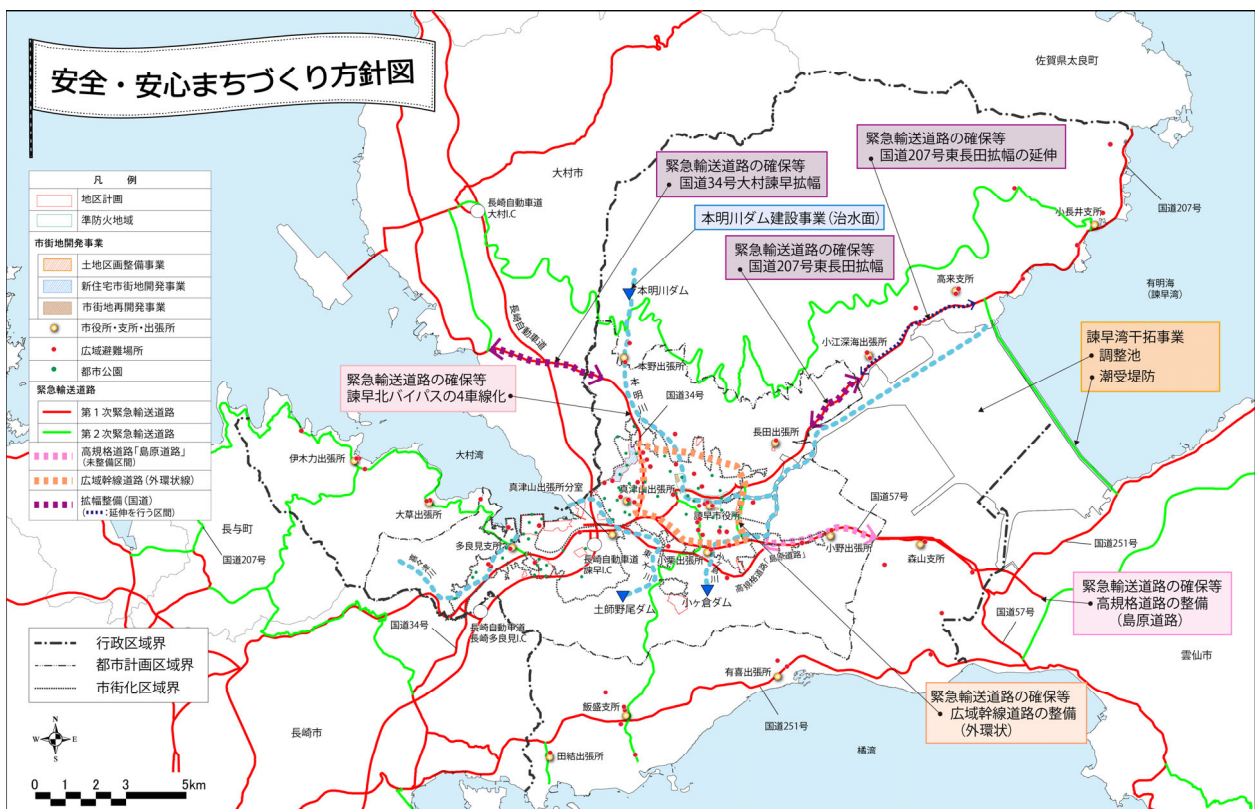 安全・安心まちづくり方針図
凡　例
地区計画
準防火地域
市街地開発事業
土地区画整備事業
新住宅市街地開発事業
市街地再開発事業
市役所・支所・出張所
広域避難場所
都市公園
緊急輸送道路
第1次緊急輸送道路
第2次緊急輸送道路
高規格道路「島原道路」
(未整備区間)
広域幹線道路(外環状線)
拡幅整備(国道)
(:延伸を行う区間)
行政区域界
都市計画区域界
市街化区域界
N
W
E
S
0 1 2 3 5km
佐賀県太良町
大村市
緊急輸送道路の確保等
・国道207号東長田拡幅の延伸
緊急輸送道路の確保等
・国道34号大村諫早拡幅
長崎自動車道
大村I.C
本明川ダム建設事業(治水面)
小長井支所
国道207号
緊急輸送道路の確保等
・国道207号東長田拡幅
高来支所
有明海
(諫早湾)
本明川ダム
長崎自動車道
諫早湾干拓事業
・調整池
・潮受堤防
小江深海出張所
本野出張所
本明川
緊急輸送道路の確保等
諫早北バイパスの4車線化
国道34号
長田出張所
伊木力出張所
大村湾
真津山出張所分室
真津山出張所
諫早市役所
国道57号
大草出張所
長与町
国道207号
多良見支所
長崎自動車道
諫早I.C
小栗出張所
東大川
高規格道路「島原道路」
小野出張所
森山支所
国道251号
土師野尾ダム
小ヶ倉ダム
緊急輸送道路の確保等
・高規格道路の整備
(島原道路)
国道34号
長崎自動車道
長崎多良見I.C
国道57号
雲仙市
有喜出張所
緊急輸送道路の確保等
・広域幹線道路の整備
(外環状)
飯盛支所
国道251号
長崎市
田結出張所
橘湾